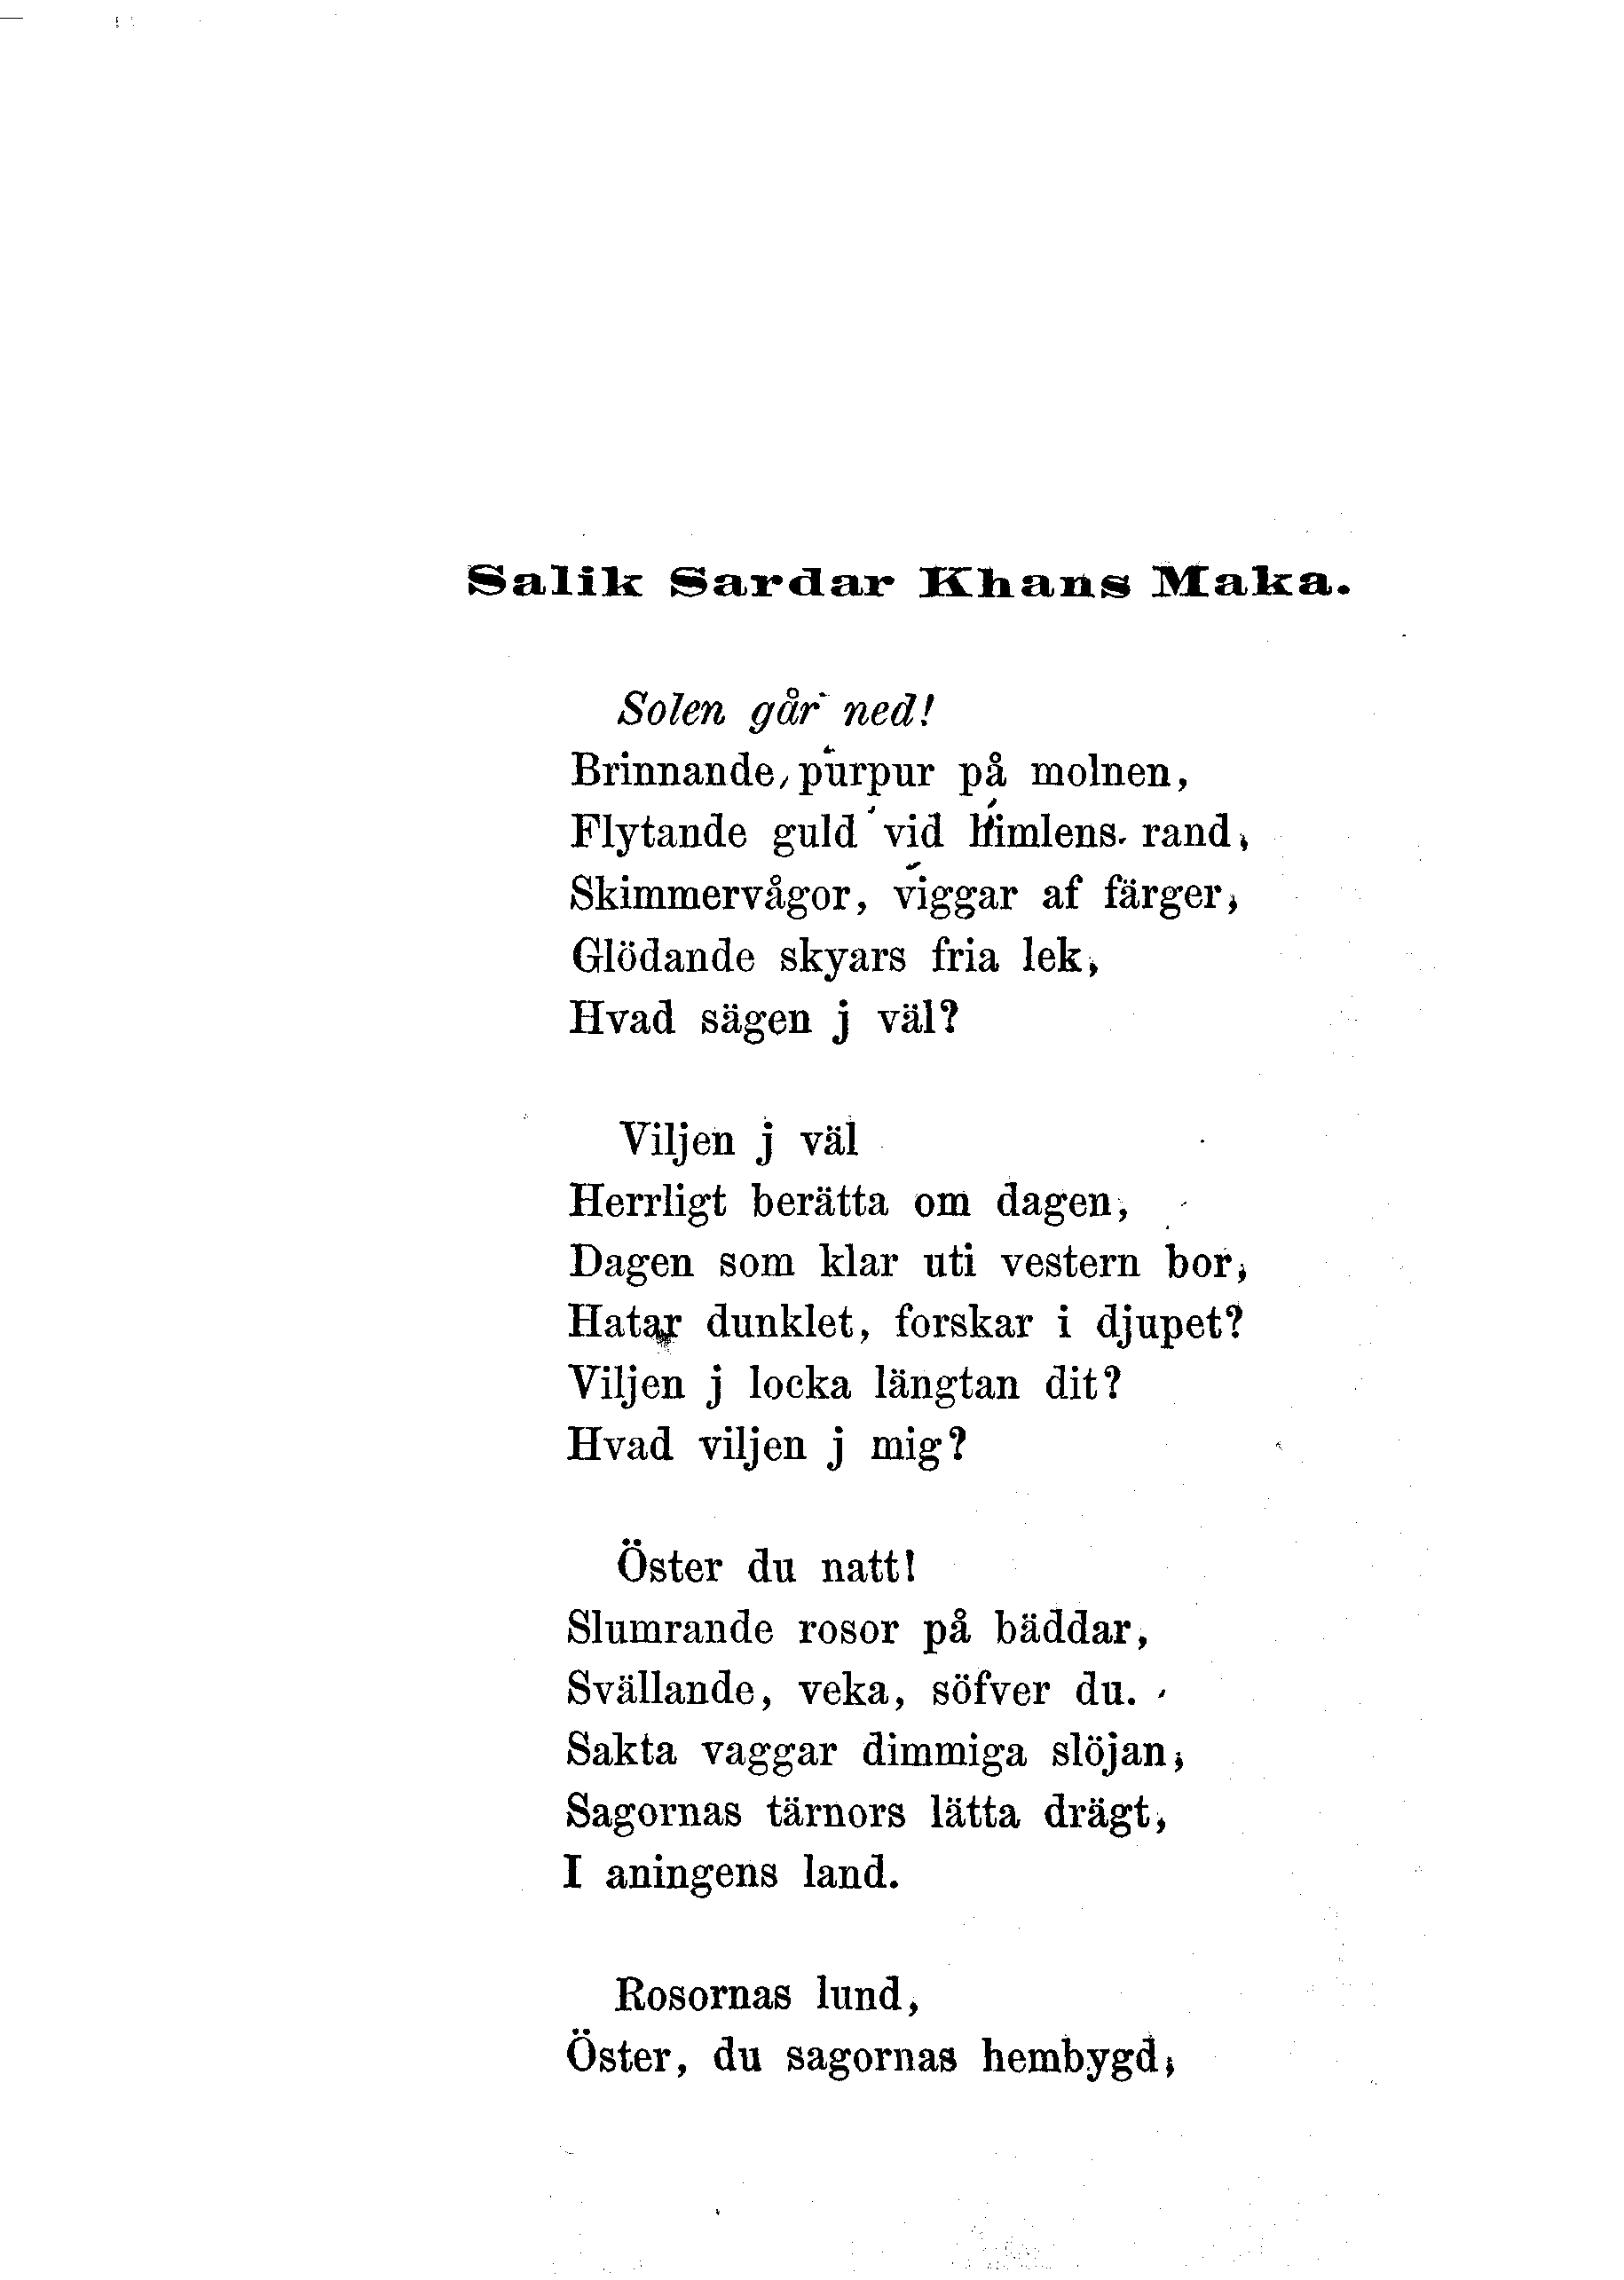 Salik Sardar Khans Maka.
Solen går ned!
Brinnande, purpur på molnen,
Flytande guld vid himlens rand,
Skimmervågor, viggar af färger,
Glödande skyars fria lek,
Hvad sägen j väl?
Viljen j väl
Herrligt berätta om dagen,
Dagen som klar uti vestern bor,
Hatar dunklet, forskar i djupet?
Viljen j locka längtan dit?
Hvad viljen j mig?
Öster du natt!
Slumrande rosor på bäddar,
Svällande, veka, söfver du.
Sakta vaggar dimmiga slöjan,
Sagornas tärnors lätta drägt,
I aningens land.
Rosornas lund,
Öster, du sagornas hembygd,